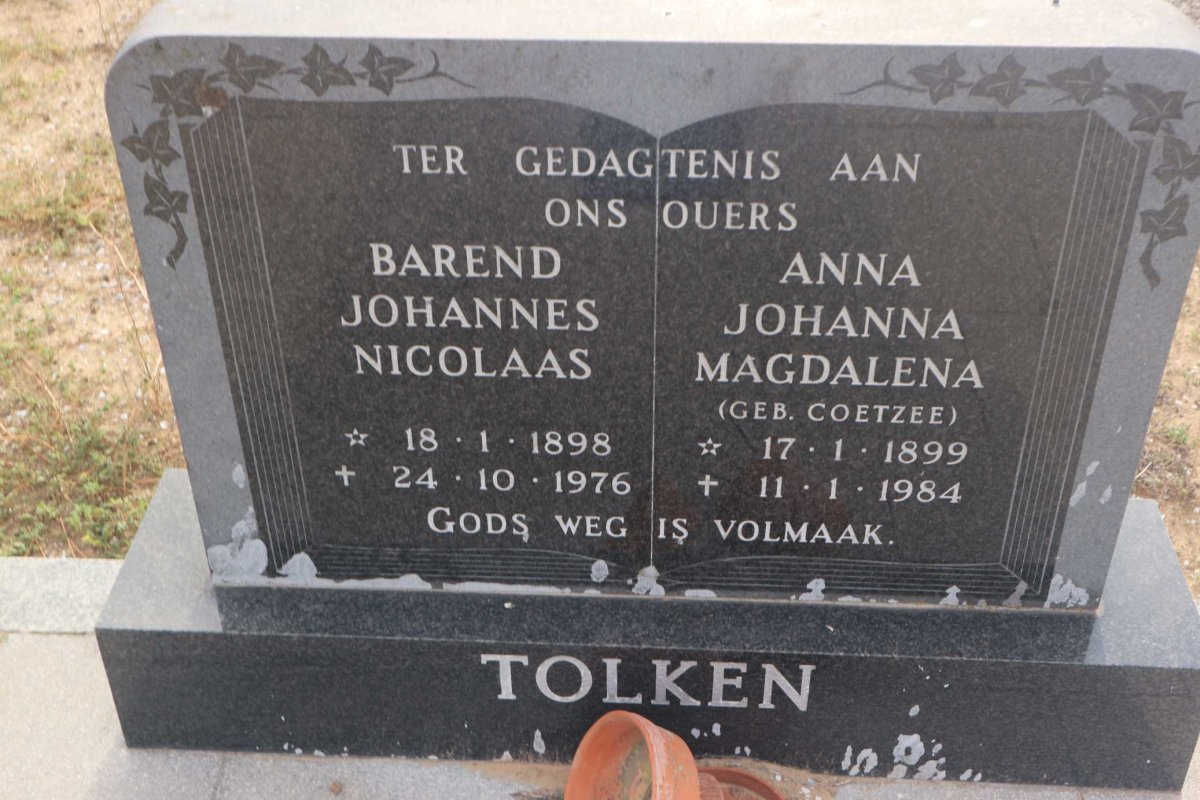 TER GEDAGTENIS AAN
ONS OUERS
BAREND
JOHANNES
NICOLAAS
☆ 18 · 1 · 1898
✝ 24 · 10 · 1976
ANNA
JOHANNA
MAGDALENA
(GEB. COETZEE)
☆ 17 · 1 · 1899
✝ 11 · 1 · 1984
GODS WEG IS VOLMAAK.
TOLKEN